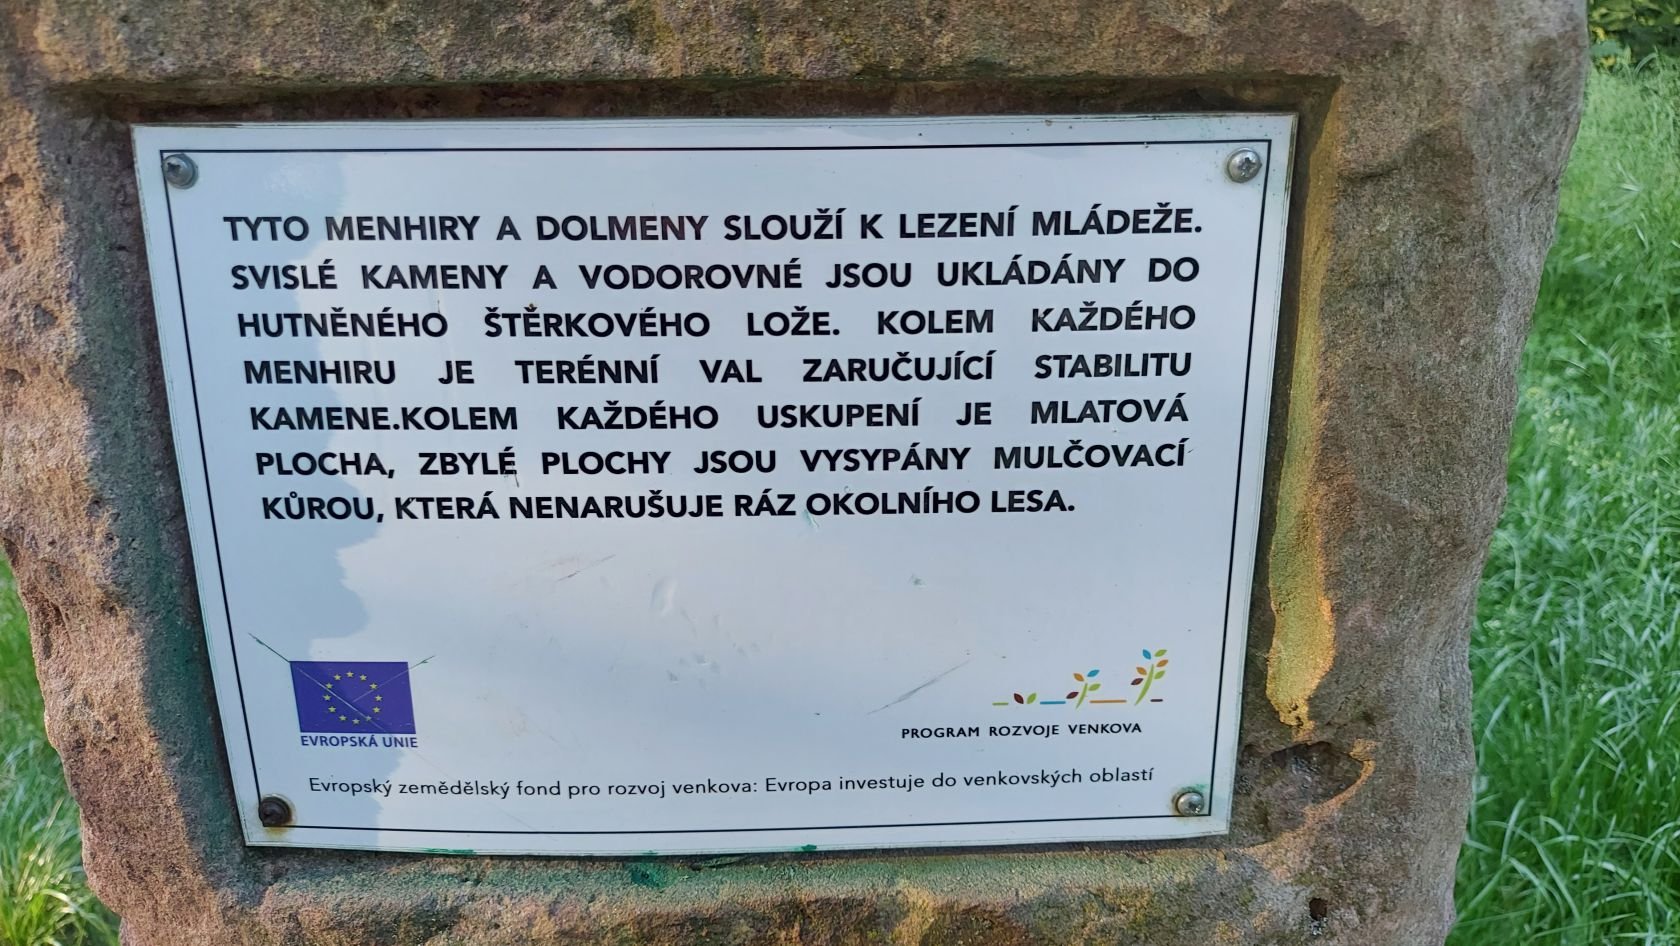 TYTO MENHIRY A DOLMENY SLOUŽÍ K LEZENÍ MLÁDEŽE.
SVISLÉ KAMENY A VODOROVNÉ JSOU UKLÁDÁNY DO
HUTNĚNÉHO ŠTĚRKOVÉHO LOŽE. KOLEM KAŽDÉHO
MENHIRU JE TERÉNNÍ VAL ZARUČUJÍCÍ STABILITU
KAMENE.KOLEM KAŽDÉHO USKUPENÍ JE MLATOVÁ
PLOCHA, ZBYLÉ PLOCHY JSOU VYSYPÁNY MULČOVACÍ
KŮROU, KTERÁ NENARUŠUJE RÁZ OKOLNÍHO LESA.
EVROPSKÁ UNIE
PROGRAM ROZVOJE VENKOVA
Evropský zemědělský fond pro rozvoj venkova: Evropa investuje do venkovských oblastí